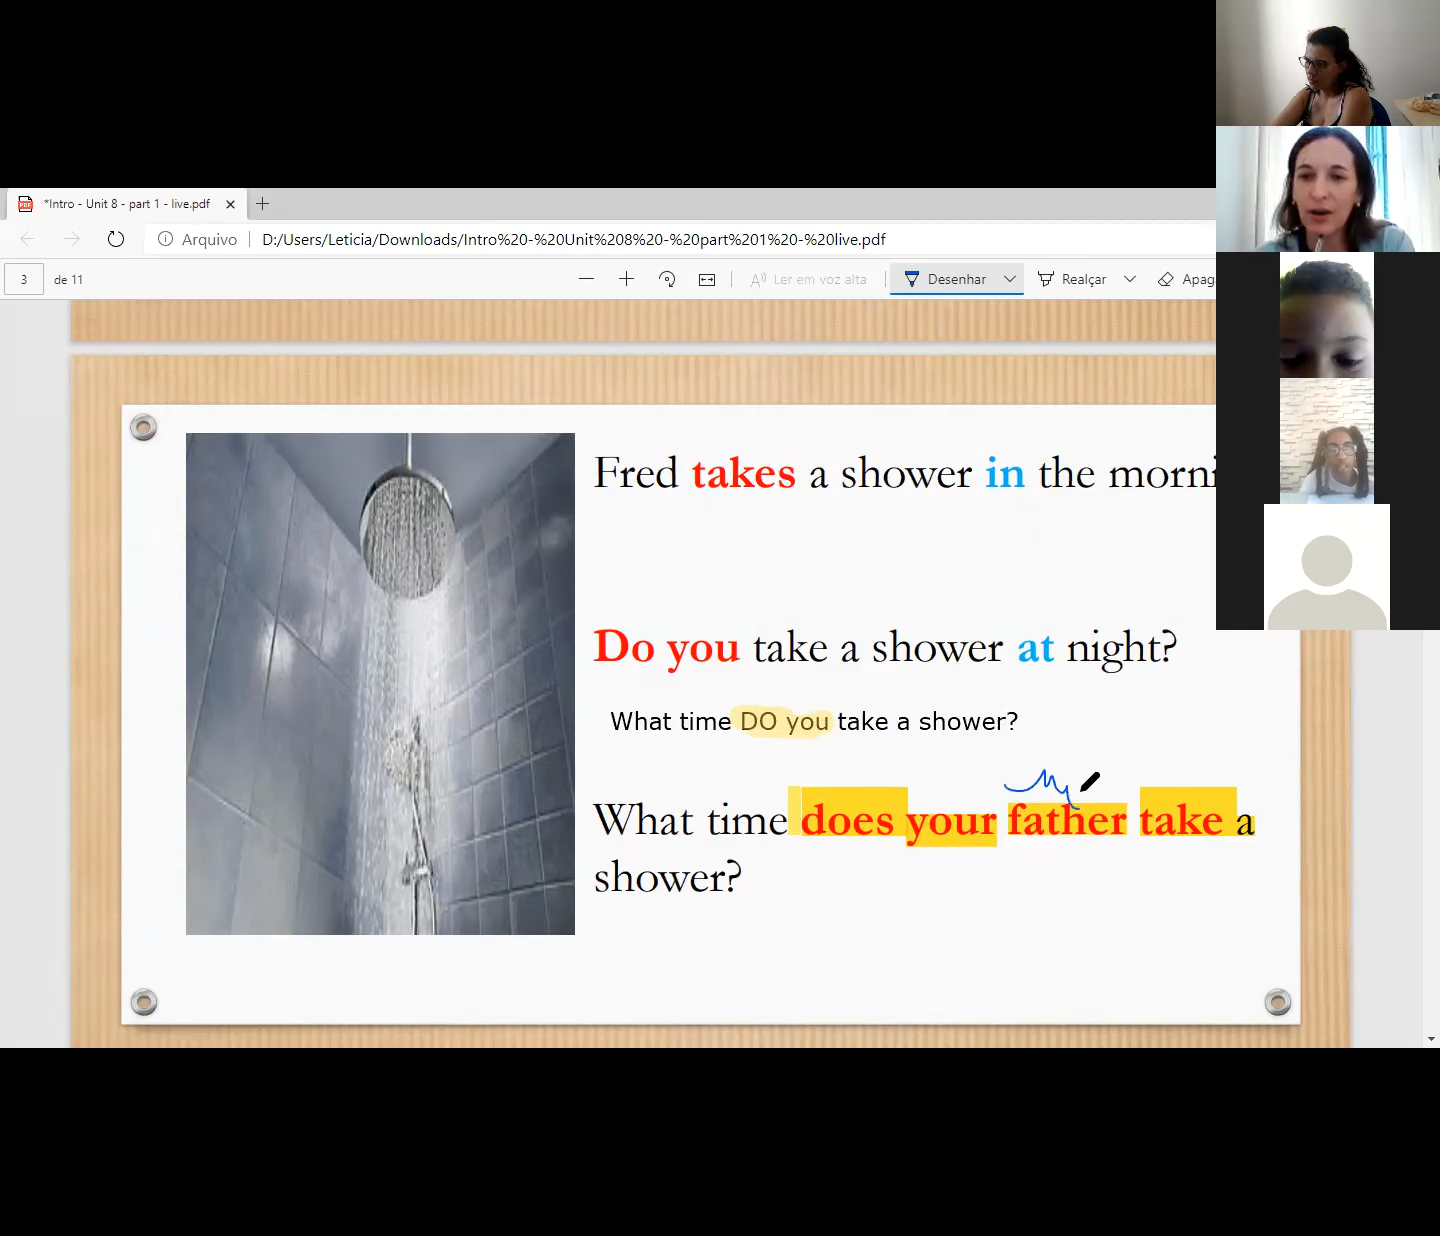 *Intro - Unit 8 - part 1 - live.pdf
Arquivo D:/Users/Leticia/Downloads/Intro%20-%20Unit%208%20-%20part%201%20-%20live.pdf
3 de 11 Ler em voz alta Desenhar Realçar Apag
Fred takes a shower in the morni
Do you take a shower at night?
What time DO you take a shower?
What time does your father take a
shower?